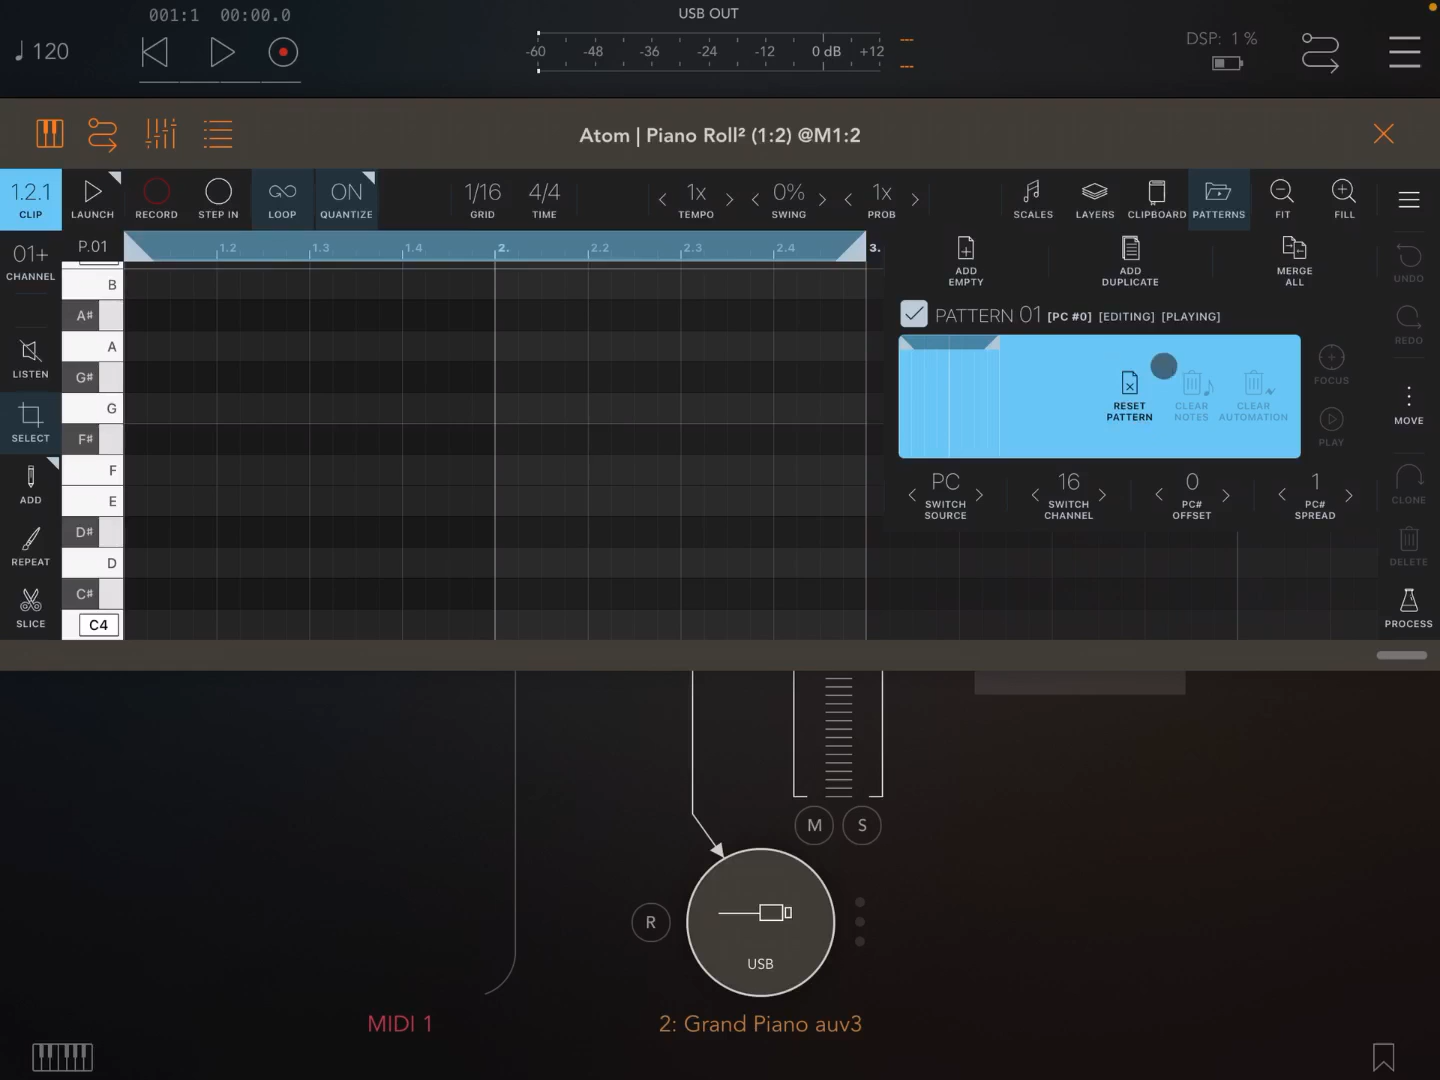 001:1 00:00.0
USB OUT
120
-60 -48 -36 -24 -12 0 dB +12
DSP: 1 %
Atom | Piano Roll² (1:2) @M1:2
1.2.1 ON 1/16 4/4 1x 0% 1x
CLIP LAUNCH RECORD STEP IN LOOP QUANTIZE GRID TIME TEMPO SWING PROB SCALES LAYERS CLIPBOARD PATTERNS FIT FILL
01+
CHANNEL
P.01 1.2 1.3 1.4 2. 2.2 2.3 2.4 3.
ADD
EMPTY
ADD
DUPLICATE
MERGE
ALL
UNDO
B
A#
A
G#
G
F#
F
E
D#
D
C#
C4
LISTEN
SELECT
ADD
REPEAT
SLICE
PATTERN 01 [PC #0] [EDITING] [PLAYING]
RESET
PATTERN
CLEAR
NOTES
CLEAR
AUTOMATION
FOCUS
PLAY
PC
SWITCH
SOURCE
16
SWITCH
CHANNEL
0
PC#
OFFSET
1
PC#
SPREAD
REDO
MOVE
CLONE
DELETE
PROCESS
M S
R
USB
MIDI 1
2: Grand Piano auv3